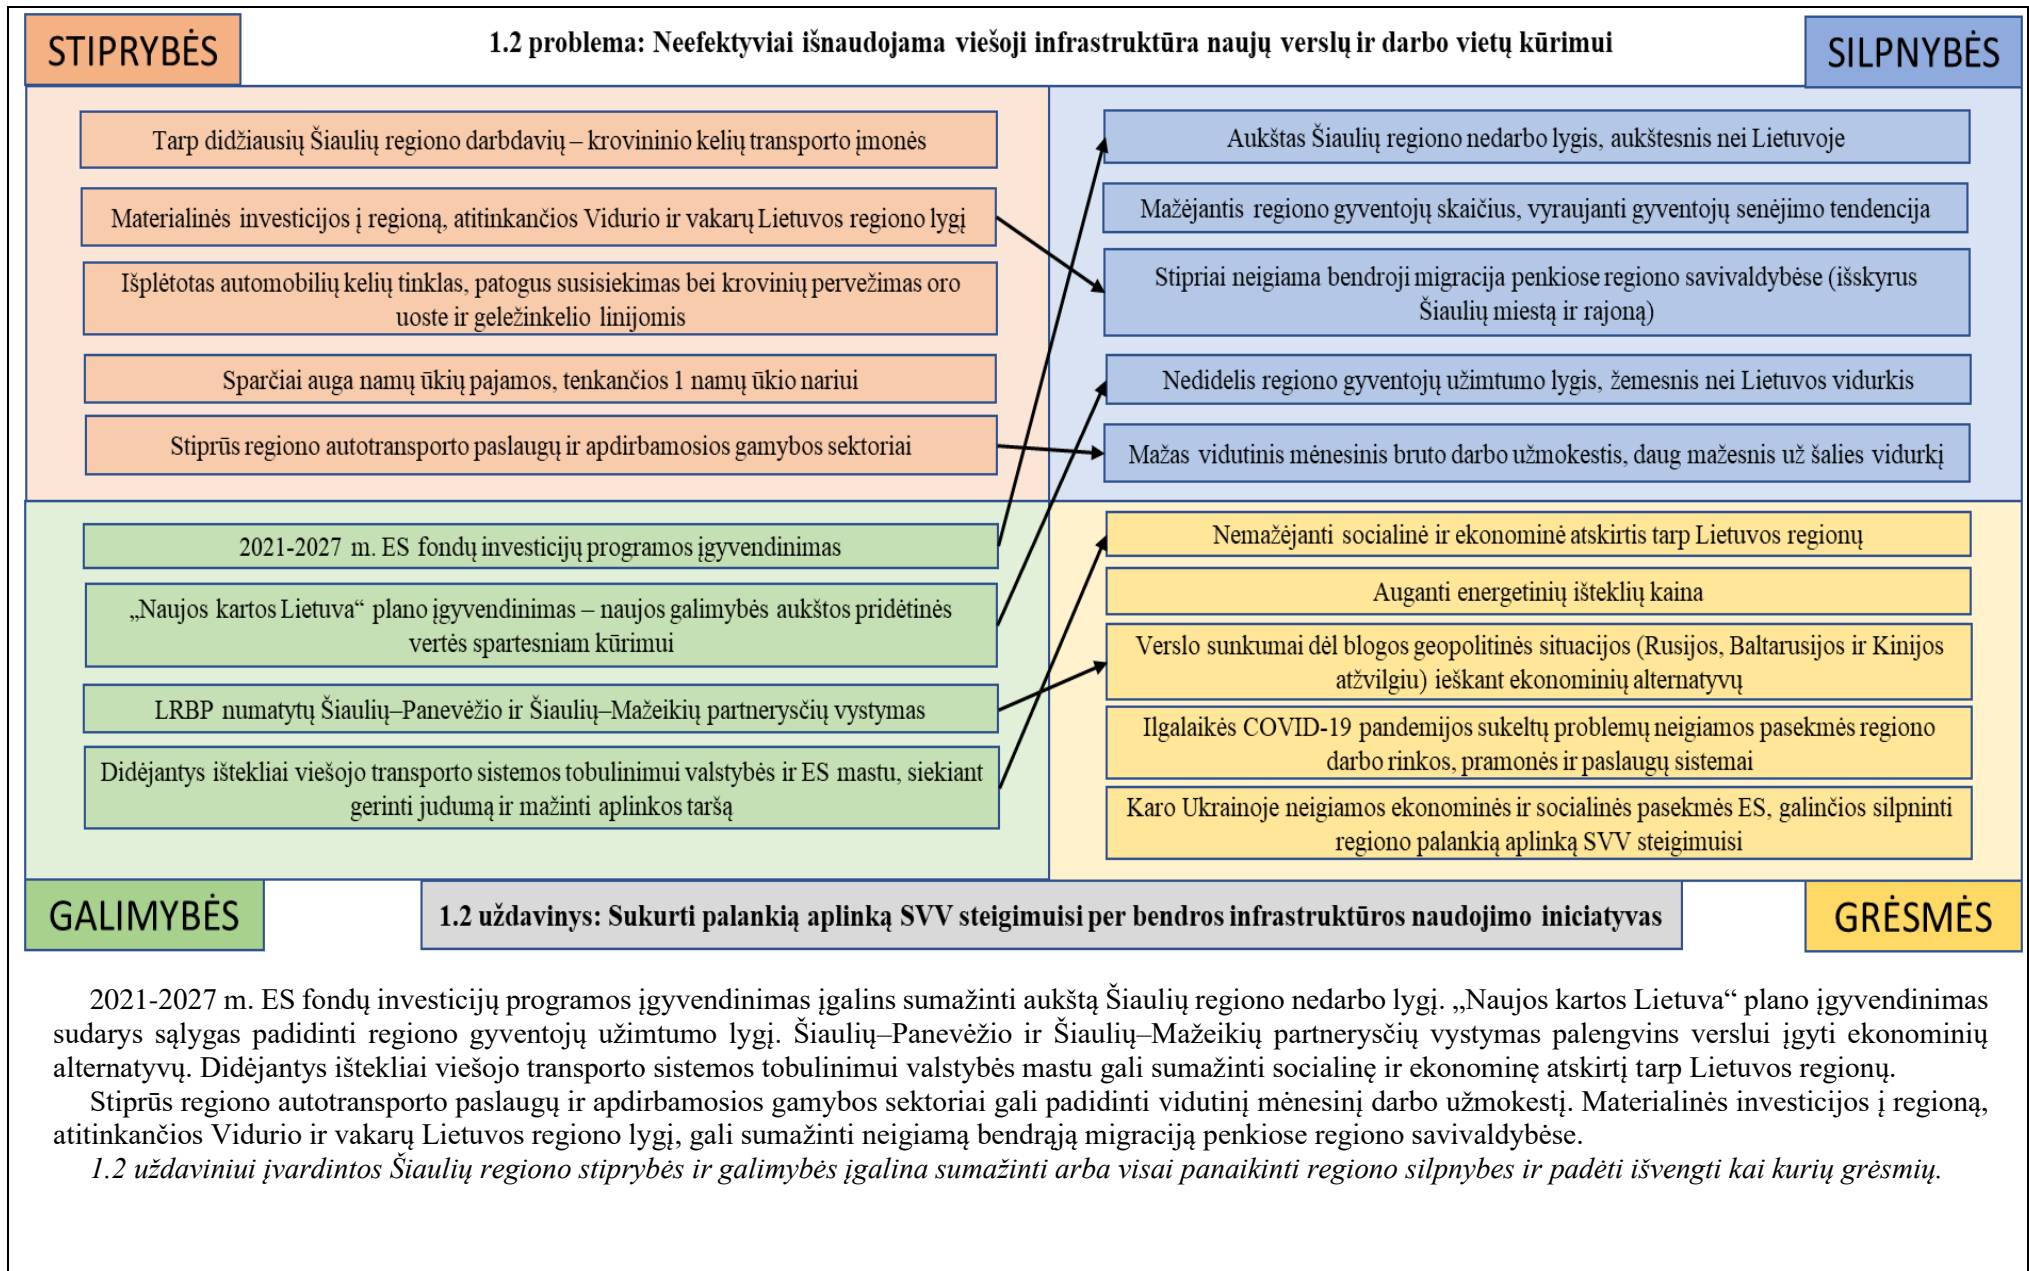 STIPRYBĖS
1.2 problema: Neefektyviai išnaudojama viešoji infrastruktūra naujų verslų ir darbo vietų kūrimui
SILPNYBĖS
Tarp didžiausių Šiaulių regiono darbdavių – krovininio kelių transporto įmonės
Materialinės investicijos į regioną, atitinkančios Vidurio ir vakarų Lietuvos regiono lygį
Išplėtotas automobilių kelių tinklas, patogus susisiekimas bei krovinių pervežimas oro
uoste ir geležinkelio linijomis
Sparčiai auga namų ūkių pajamos, tenkančios 1 namų ūkio nariui
Stiprūs regiono autotransporto paslaugų ir apdirbamosios gamybos sektoriai
Aukštas Šiaulių regiono nedarbo lygis, aukštesnis nei Lietuvoje
Mažėjantis regiono gyventojų skaičius, vyraujanti gyventojų senėjimo tendencija
Stipriai neigiama bendroji migracija penkiose regiono savivaldybėse (išskyrus
Šiaulių miestą ir rajoną)
Nedidelis regiono gyventojų užimtumo lygis, žemesnis nei Lietuvos vidurkis
Mažas vidutinis mėnesinis bruto darbo užmokestis, daug mažesnis už šalies vidurkį
2021-2027 m. ES fondų investicijų programos įgyvendinimas
„Naujos kartos Lietuva“ plano įgyvendinimas – naujos galimybės aukštos pridėtinės
vertės spartesniam kūrimui
LRBP numatytų Šiaulių–Panevėžio ir Šiaulių–Mažeikių partnerysčių vystymas
Didėjantys ištekliai viešojo transporto sistemos tobulinimui valstybės ir ES mastu, siekiant
gerinti judumą ir mažinti aplinkos taršą
Nemažėjanti socialinė ir ekonominė atskirtis tarp Lietuvos regionų
Auganti energetinių išteklių kaina
Verslo sunkumai dėl blogos geopolitinės situacijos (Rusijos, Baltarusijos ir Kinijos
atžvilgiu) ieškant ekonominių alternatyvų
Ilgalaikės COVID-19 pandemijos sukeltų problemų neigiamos pasekmės regiono
darbo rinkos, pramonės ir paslaugų sistemai
Karo Ukrainoje neigiamos ekonominės ir socialinės pasekmės ES, galinčios silpninti
regiono palankią aplinką SVV steigimuisi
GALIMYBĖS
1.2 uždavinys: Sukurti palankią aplinką SVV steigimuisi per bendros infrastruktūros naudojimo iniciatyvas
GRĖSMĖS
2021-2027 m. ES fondų investicijų programos įgyvendinimas įgalins sumažinti aukštą Šiaulių regiono nedarbo lygį. „Naujos kartos Lietuva“ plano įgyvendinimas
sudarys sąlygas padidinti regiono gyventojų užimtumo lygį. Šiaulių–Panevėžio ir Šiaulių–Mažeikių partnerysčių vystymas palengvins verslui įgyti ekonominių
alternatyvų. Didėjantys ištekliai viešojo transporto sistemos tobulinimui valstybės mastu gali sumažinti socialinę ir ekonominę atskirtį tarp Lietuvos regionų.
Stiprūs regiono autotransporto paslaugų ir apdirbamosios gamybos sektoriai gali padidinti vidutinį mėnesinį darbo užmokestį. Materialinės investicijos į regioną,
atitinkančios Vidurio ir vakarų Lietuvos regiono lygį, gali sumažinti neigiamą bendrąją migraciją penkiose regiono savivaldybėse.
1.2 uždaviniui įvardintos Šiaulių regiono stiprybės ir galimybės įgalina sumažinti arba visai panaikinti regiono silpnybes ir padėti išvengti kai kurių grėsmių.